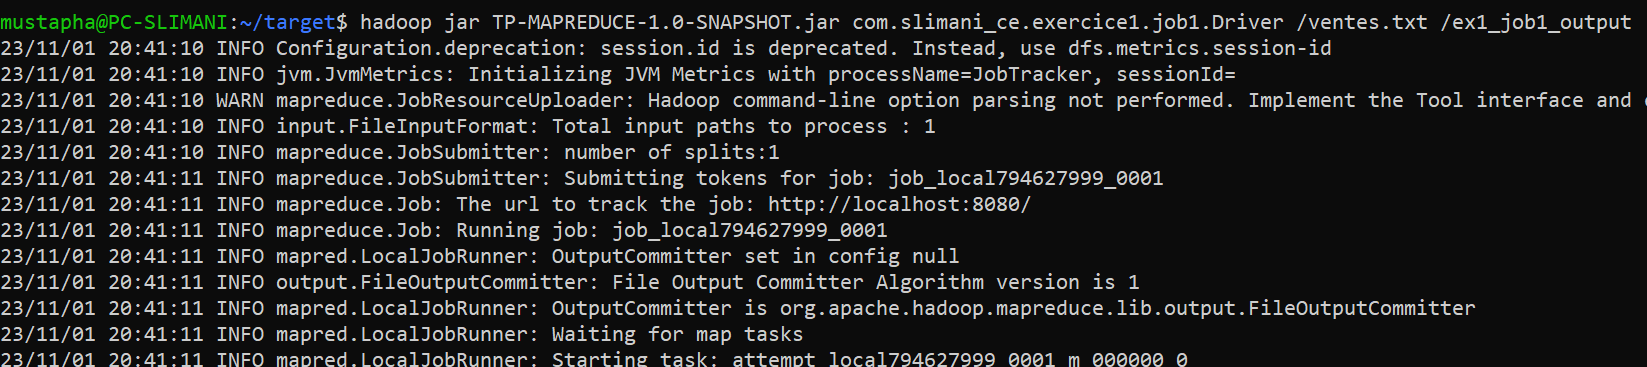 mustapha@PC-SLIMANI:~/target$ hadoop jar TP-MAPREDUCE-1.0-SNAPSHOT.jar com.slimani_ce.exercice1.job1.Driver /ventes.txt /ex1_job1_output
23/11/01 20:41:10 INFO Configuration.deprecation: session.id is deprecated. Instead, use dfs.metrics.session-id
23/11/01 20:41:10 INFO jvm.JvmMetrics: Initializing JVM Metrics with processName=JobTracker, sessionId=
23/11/01 20:41:10 WARN mapreduce.JobResourceUploader: Hadoop command-line option parsing not performed. Implement the Tool interface and
23/11/01 20:41:10 INFO input.FileInputFormat: Total input paths to process : 1
23/11/01 20:41:10 INFO mapreduce.JobSubmitter: number of splits:1
23/11/01 20:41:11 INFO mapreduce.JobSubmitter: Submitting tokens for job: job_local794627999_0001
23/11/01 20:41:11 INFO mapreduce.Job: The url to track the job: http://localhost:8080/
23/11/01 20:41:11 INFO mapreduce.Job: Running job: job_local794627999_0001
23/11/01 20:41:11 INFO mapred.LocalJobRunner: OutputCommitter set in config null
23/11/01 20:41:11 INFO output.FileOutputCommitter: File Output Committer Algorithm version is 1
23/11/01 20:41:11 INFO mapred.LocalJobRunner: OutputCommitter is org.apache.hadoop.mapreduce.lib.output.FileOutputCommitter
23/11/01 20:41:11 INFO mapred.LocalJobRunner: Waiting for map tasks
23/11/01 20:41:11 INFO mapred.LocalJobRunner: Starting task: attempt_local794627999_0001_m_000000_0